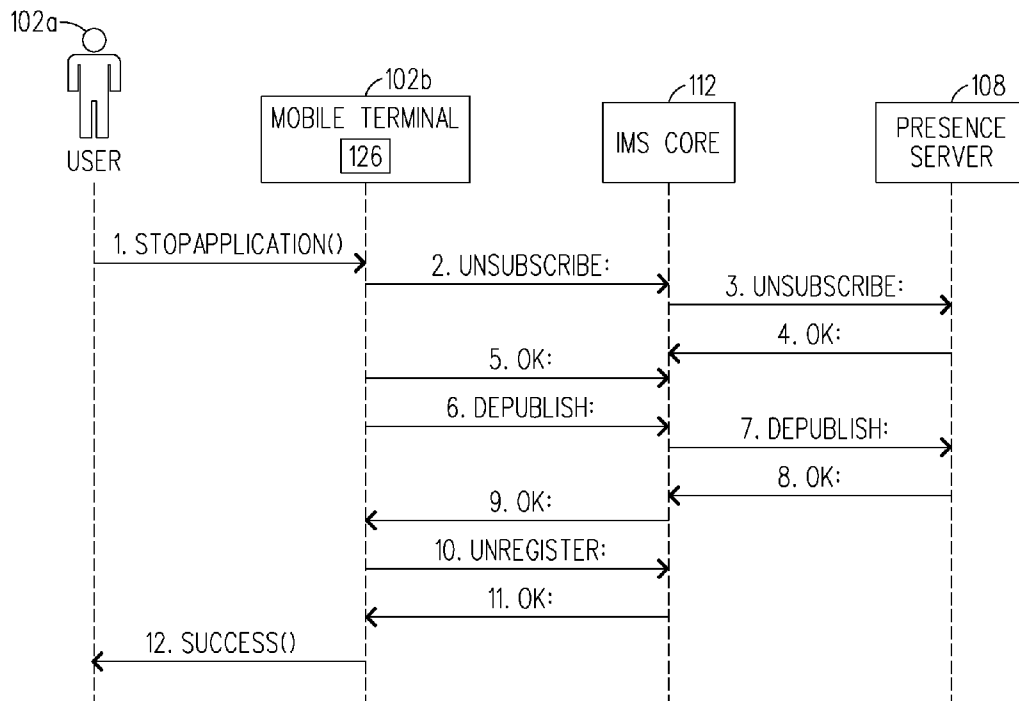 102a
102b
112
108
USER
MOBILE TERMINAL
126
IMS CORE
PRESENCE
SERVER
1. STOPAPPLICATION()
2. UNSUBSCRIBE:
3. UNSUBSCRIBE:
4. OK:
5. OK:
6. DEPUBLISH:
7. DEPUBLISH:
8. OK:
9. OK:
10. UNREGISTER:
11. OK:
12. SUCCESS()